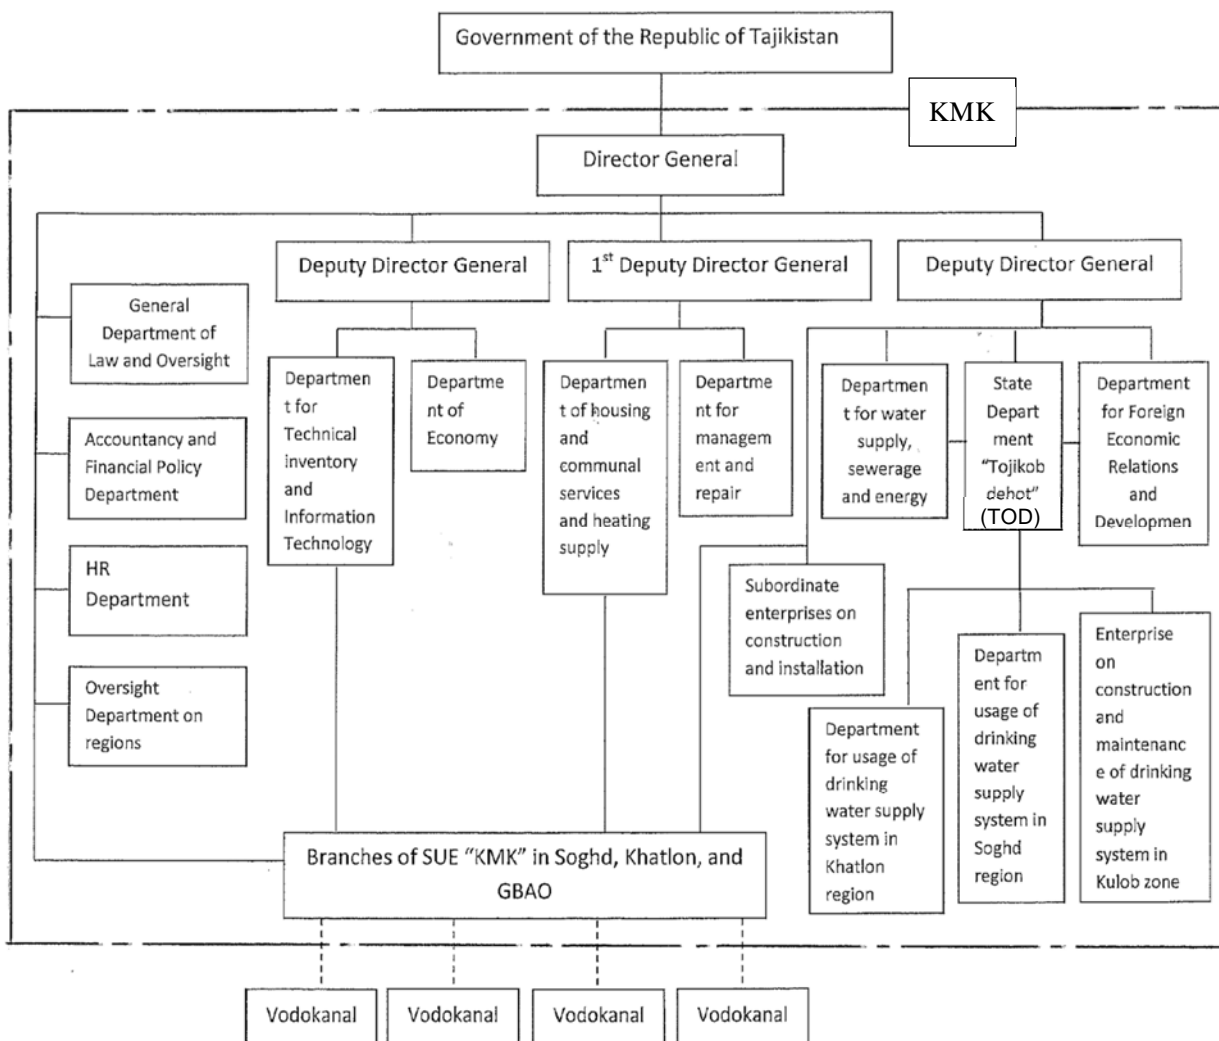 Government of the Republic of Tajikistan
KMK
Director General
Deputy Director General
1st Deputy Director General
Deputy Director General
General
Department of
Law and Oversight
Accountancy and
Financial Policy
Department
HR
Department
Oversight
Department on
regions
Departmen
t for
Technical
inventory
and
Information
Technology
Departme
nt of
Economy
Departmen
t of housing
and
communal
services
and heating
supply
Departme
nt for
managem
ent and
repair
Departmen
t for water
supply,
sewerage
and energy
State
Depart
ment
"Tojikob
dehot"
(TOD)
Department
for Foreign
Economic
Relations
and
Developmen
Subordinate
enterprises on
construction
and installation
Department
for usage of
drinking
water supply
system in
Khatlon
region
Departm
ent for
usage of
drinking
water
supply
system in
Soghd
region
Enterprise
on
construction
and
maintenanc
e of drinking
water
supply
system in
Kulob zone
Branches of SUE "KMK" in Soghd, Khatlon, and
GBAO
Vodokanal
Vodokanal
Vodokanal
Vodokanal